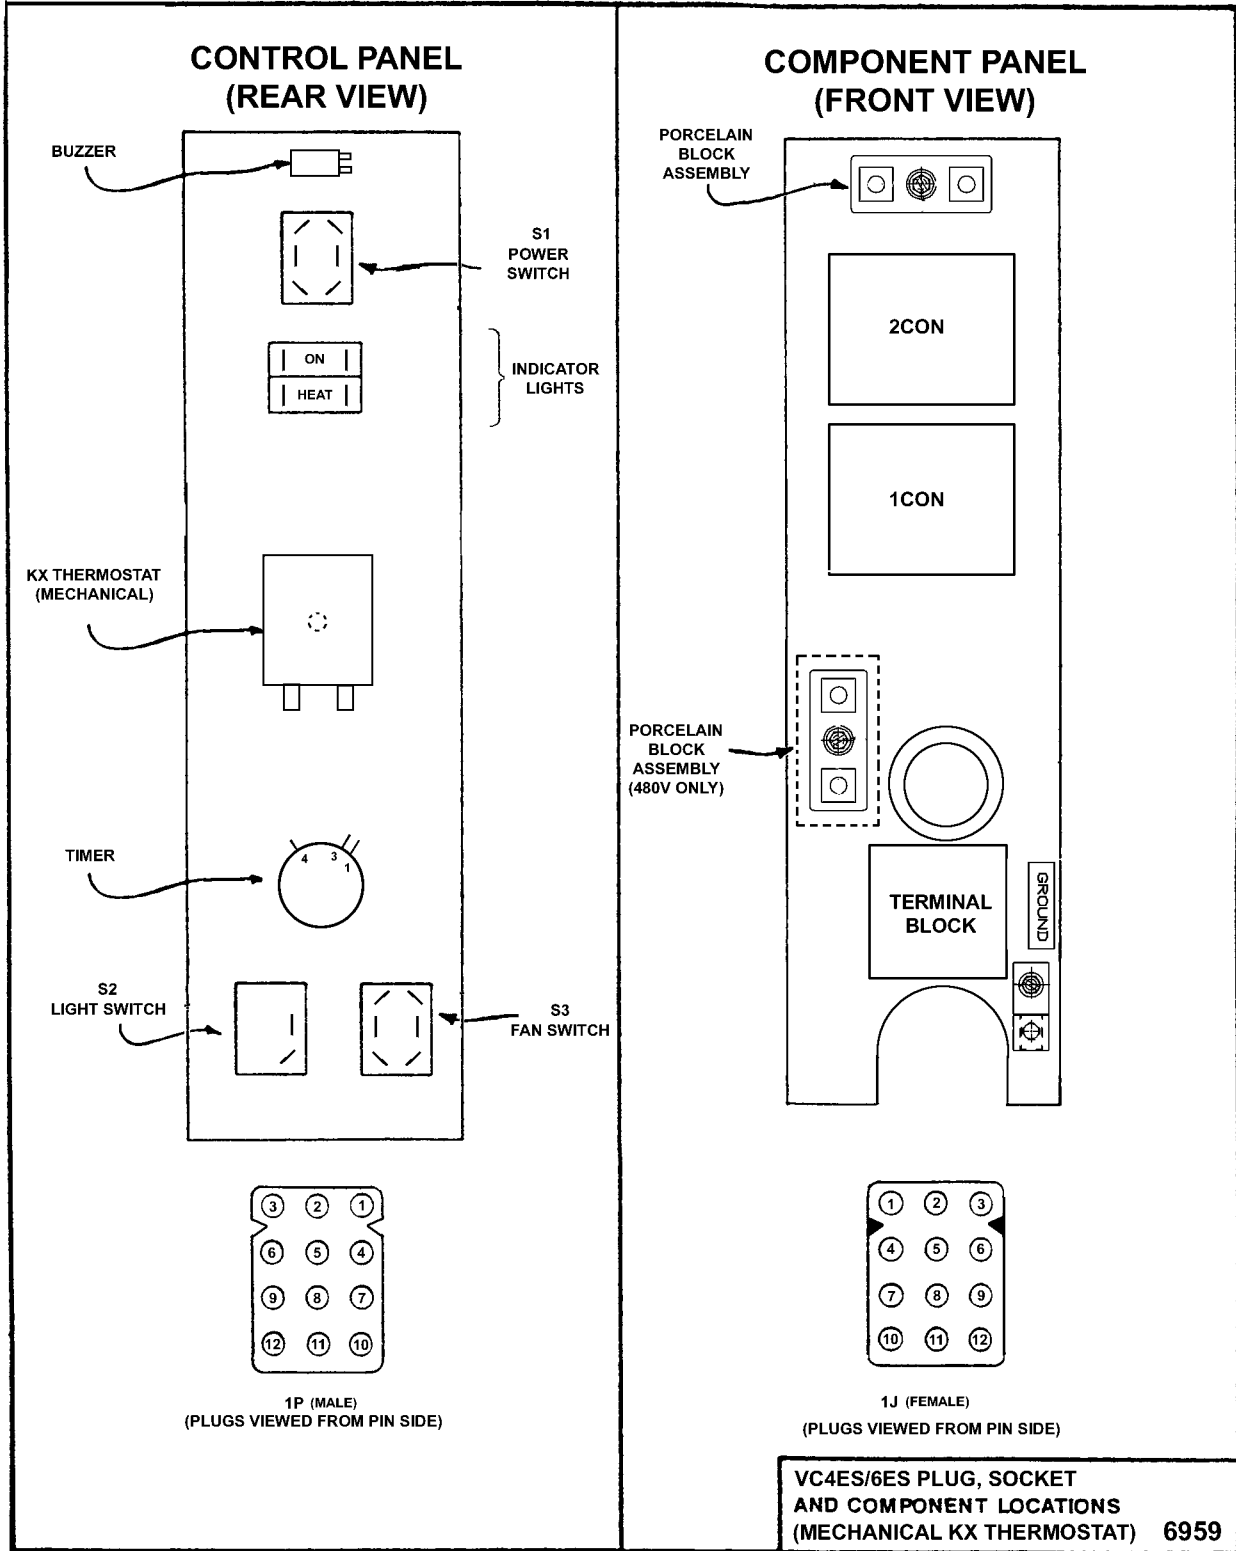 CONTROL PANEL
(REAR VIEW)
BUZZER
S1
POWER
SWITCH
ON
HEAT
INDICATOR
LIGHTS
KX THERMOSTAT
(MECHANICAL)
TIMER
4 3 1
S2
LIGHT SWITCH
S3
FAN SWITCH
3 2 1
6 5 4
9 8 7
12 11 10
1P (MALE)
(PLUGS VIEWED FROM PIN SIDE)
COMPONENT PANEL
(FRONT VIEW)
PORCELAIN
BLOCK
ASSEMBLY
2CON
1CON
PORCELAIN
BLOCK
ASSEMBLY
(480V ONLY)
TERMINAL
BLOCK
GROUND
1 2 3
4 5 6
7 8 9
10 11 12
1J (FEMALE)
(PLUGS VIEWED FROM PIN SIDE)
VC4ES/6ES PLUG, SOCKET
AND COMPONENT LOCATIONS
(MECHANICAL KX THERMOSTAT) 6959